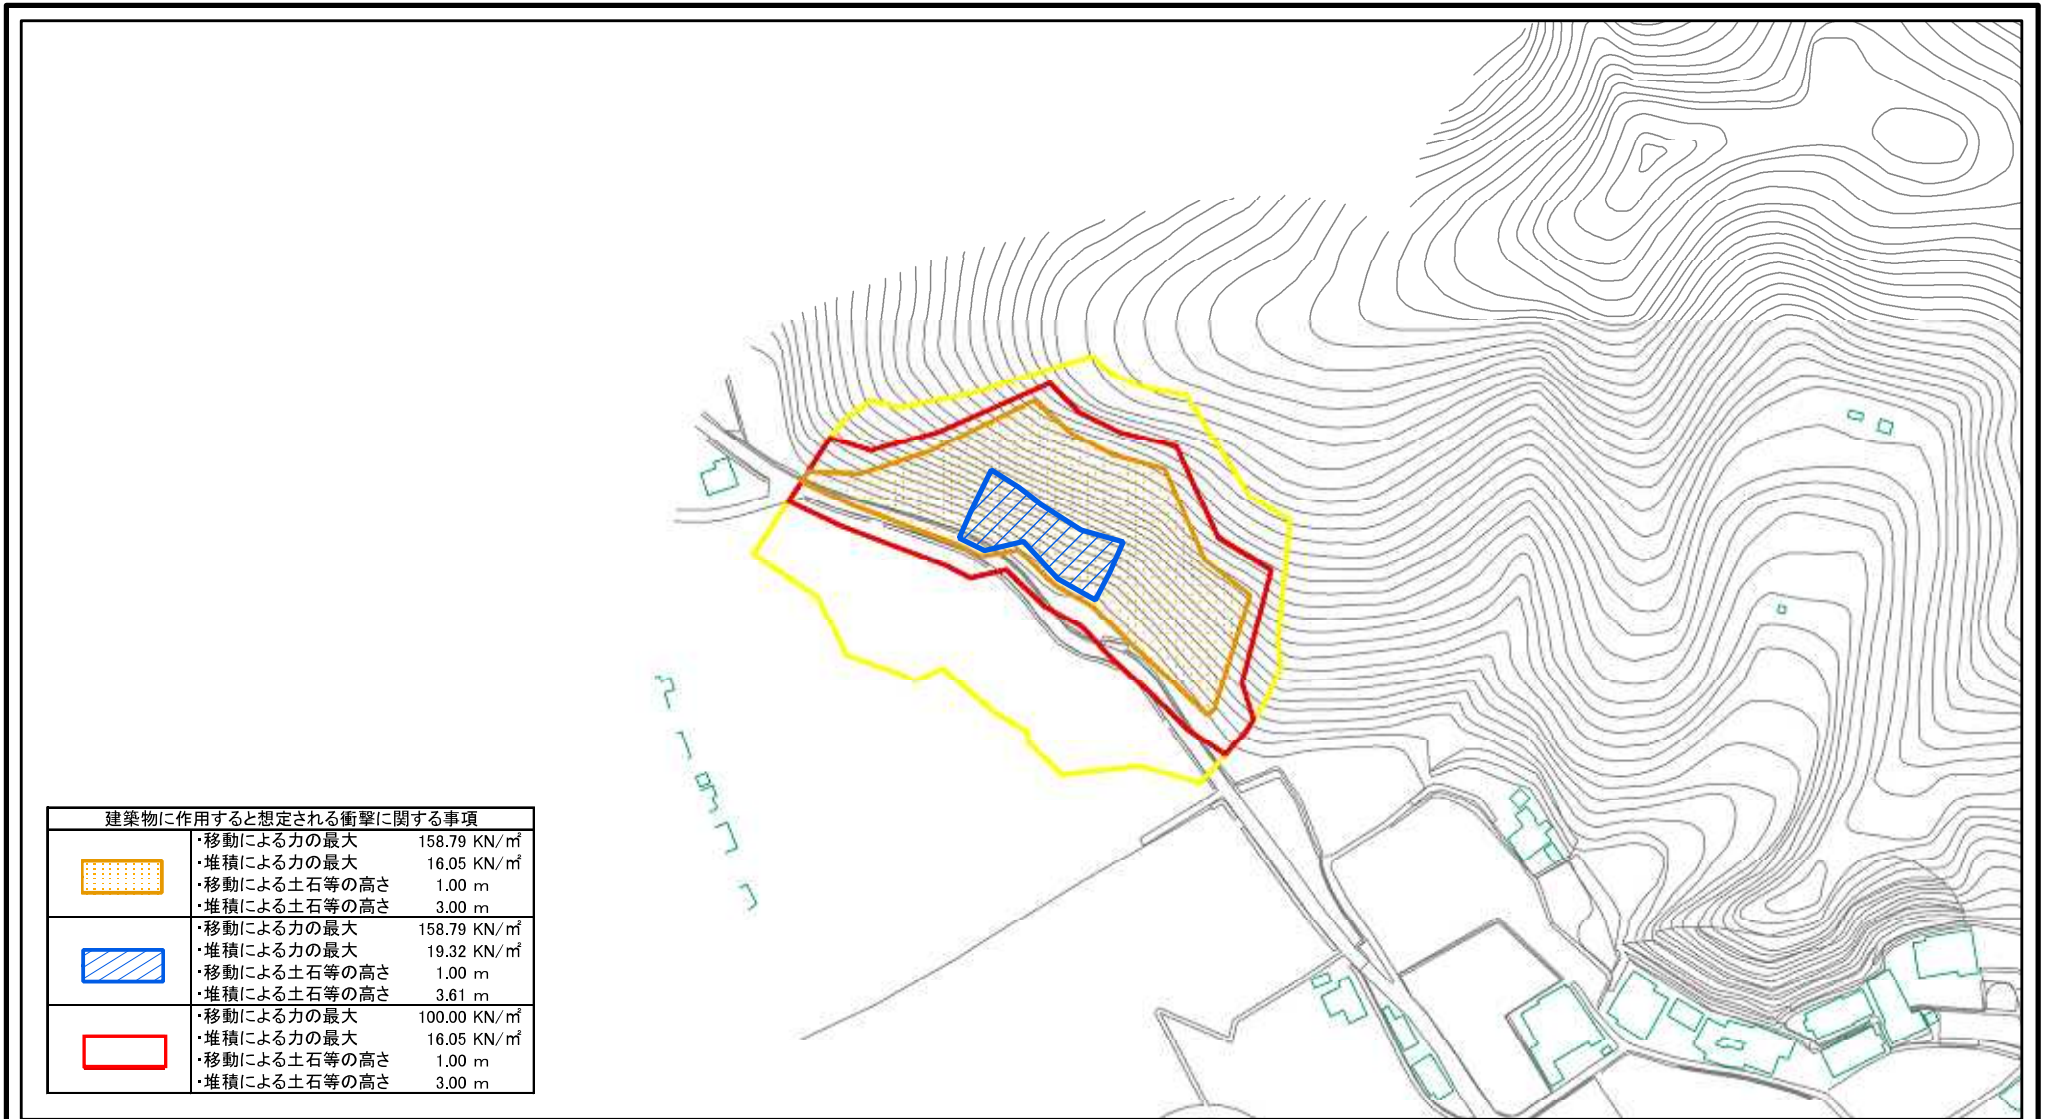 建築物に作用すると想定される衝撃に関する事項
・移動による力の最大 158.79 KN/㎡
・堆積による力の最大 16.05 KN/㎡
・移動による土石等の高さ 1.00 m
・堆積による土石等の高さ 3.00 m
・移動による力の最大 158.79 KN/㎡
・堆積による力の最大 19.32 KN/㎡
・移動による土石等の高さ 1.00 m
・堆積による土石等の高さ 3.61 m
・移動による力の最大 100.00 KN/㎡
・堆積による力の最大 16.05 KN/㎡
・移動による土石等の高さ 1.00 m
・堆積による土石等の高さ 3.00 m